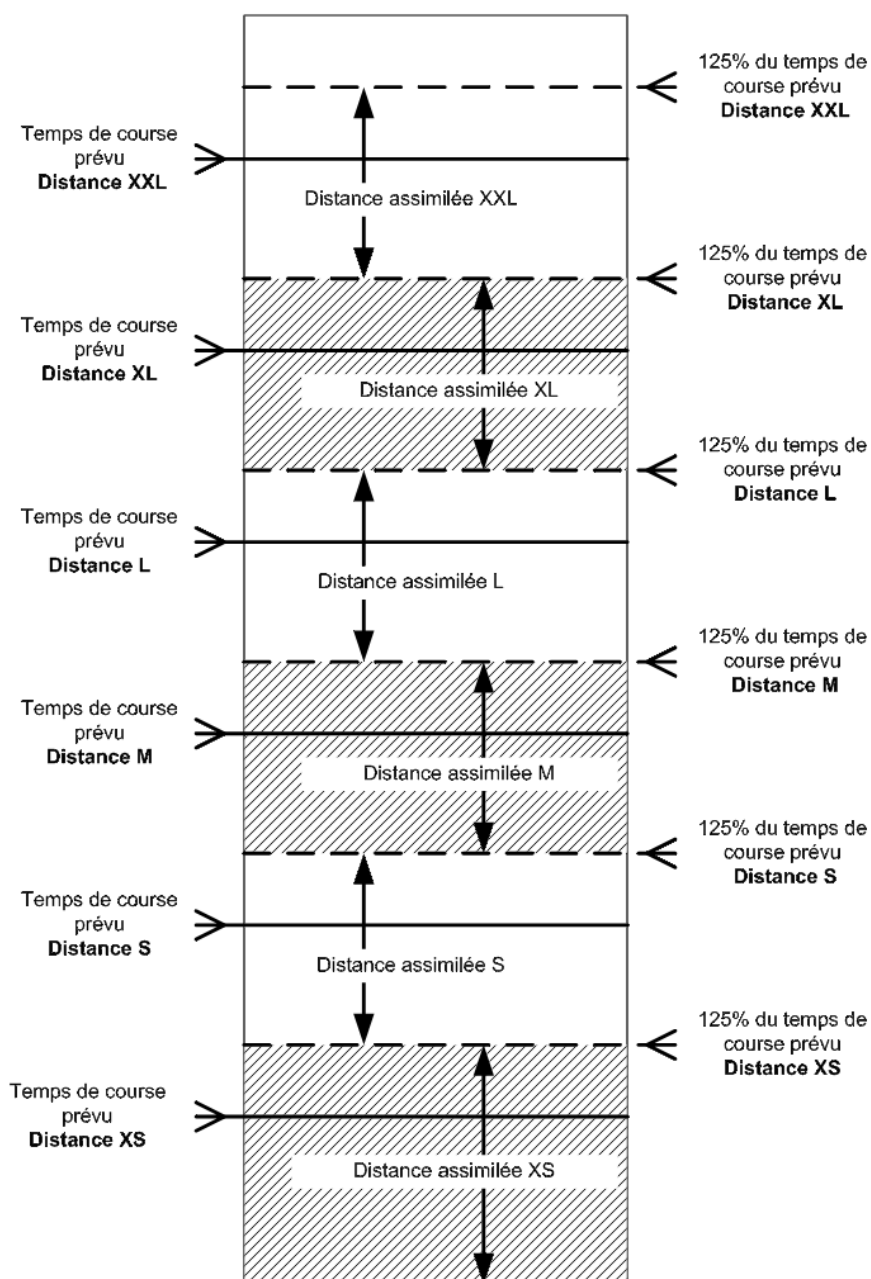 125% du temps de
course prévu
Distance XXL
Temps de course
prévu
Distance XXL
Distance assimilée XXL
125% du temps de
course prévu
Distance XL
Temps de course
prévu
Distance XL
Distance assimilée XL
125% du temps de
course prévu
Distance L
Temps de course
prévu
Distance L
Distance assimilée L
125% du temps de
course prévu
Distance M
Temps de course
prévu
Distance M
Distance assimilée M
125% du temps de
course prévu
Distance S
Temps de course
prévu
Distance S
Distance assimilée S
125% du temps de
course prévu
Distance XS
Temps de course
prévu
Distance XS
Distance assimilée XS